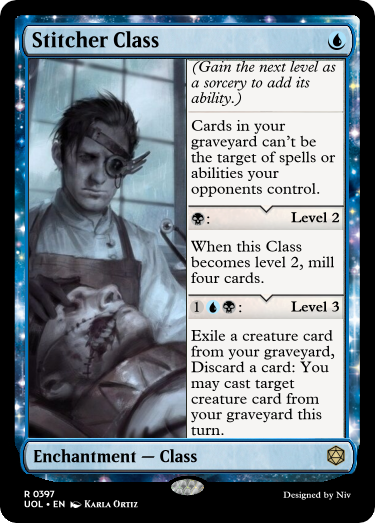 Stitcher Class
(Gain the next level as
a sorcery to add its
ability.)
Cards in your
graveyard can't be
the target of spells or
abilities your
opponents control.
: Level 2
When this Class
becomes level 2, mill
four cards.
1 : Level 3
Exile a creature card
from your graveyard,
Discard a card: You
may cast target
creature card from
your graveyard this
turn.
Enchantment — Class
R 0397
UOL • EN Karla Ortiz
Designed by Niv